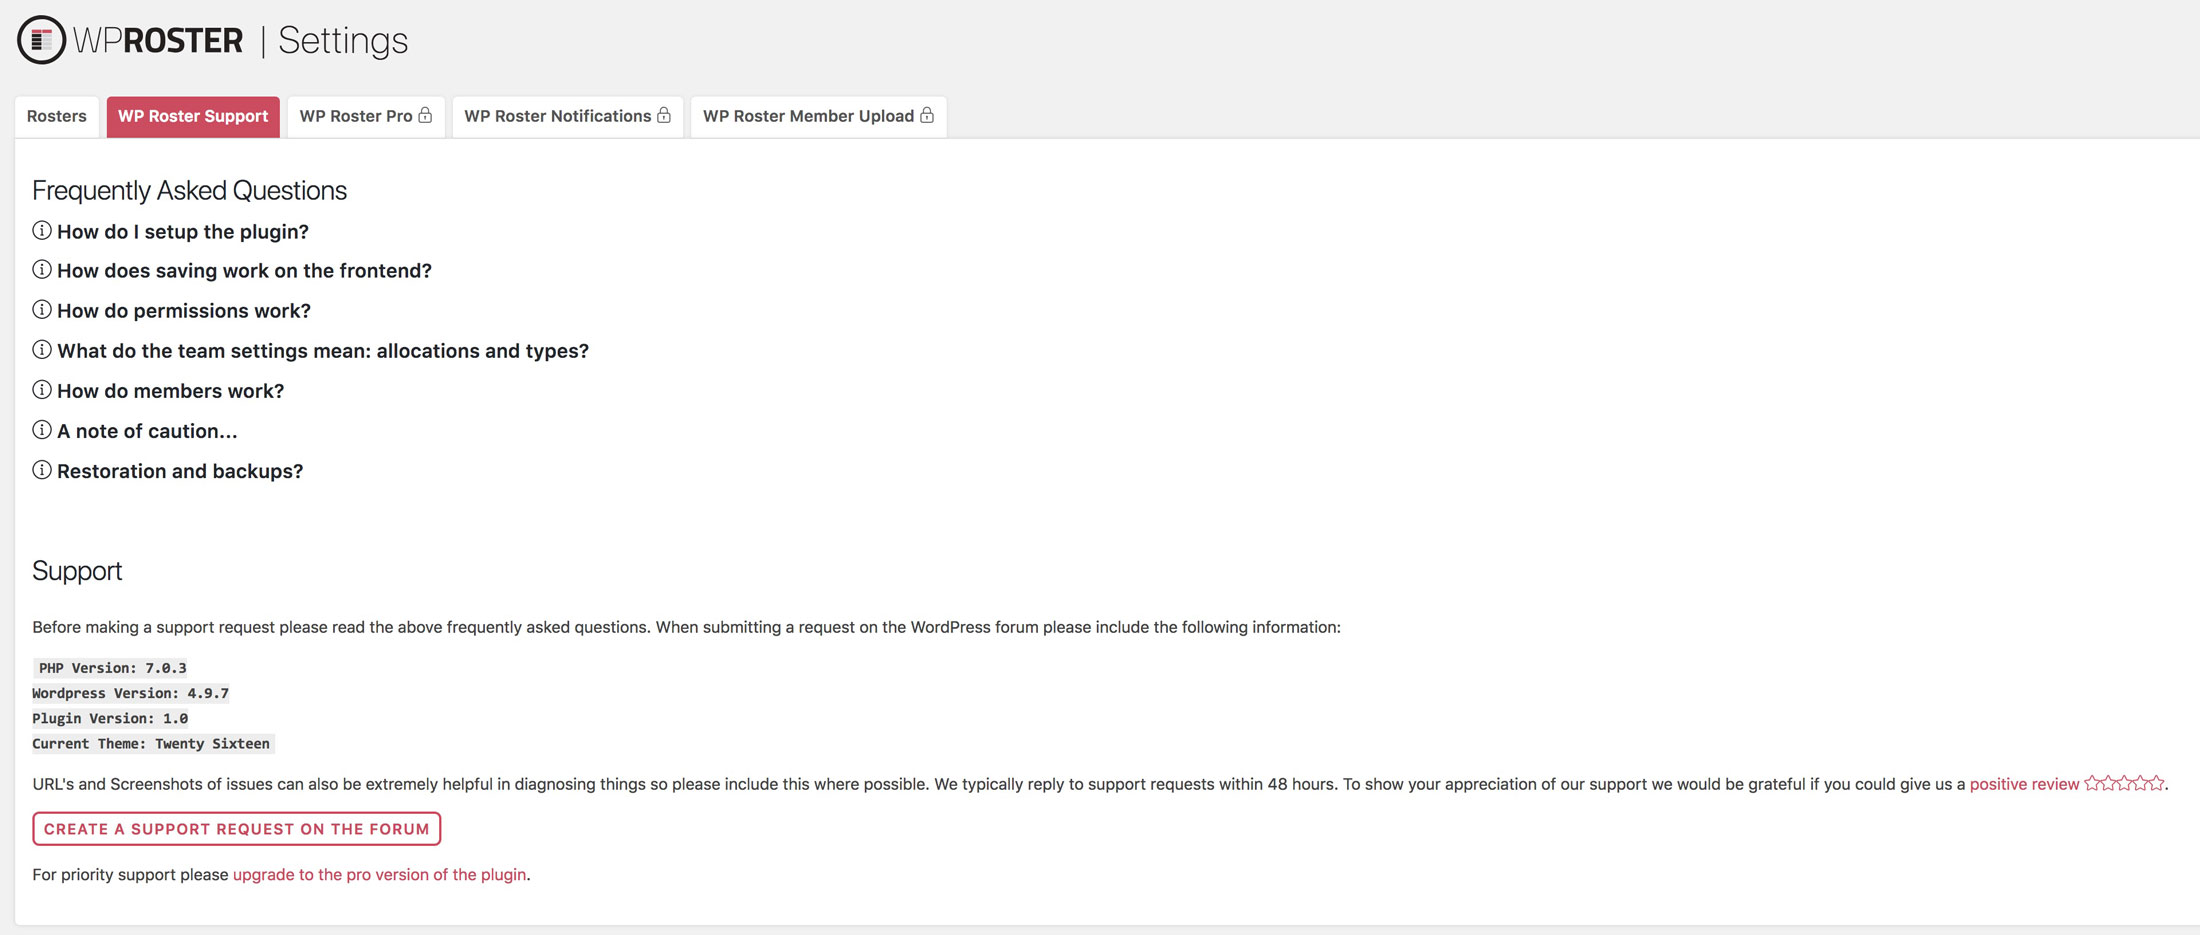 WPROSTER | Settings
Rosters WP Roster Support WP Roster Pro WP Roster Notifications WP Roster Member Upload
Frequently Asked Questions
How do I setup the plugin?
How does saving work on the frontend?
How do permissions work?
What do the team settings mean: allocations and types?
How do members work?
A note of caution...
Restoration and backups?
Support
Before making a support request please read the above frequently asked questions. When submitting a request on the WordPress forum please include the following information:
PHP Version: 7.0.3
Wordpress Version: 4.9.7
Plugin Version: 1.0
Current Theme: Twenty Sixteen
URL's and Screenshots of issues can also be extremely helpful in diagnosing things so please include this where possible. We typically reply to support requests within 48 hours. To show your appreciation of our support we would be grateful if you could give us a positive review ☆☆☆☆☆.
CREATE A SUPPORT REQUEST ON THE FORUM
For priority support please upgrade to the pro version of the plugin.